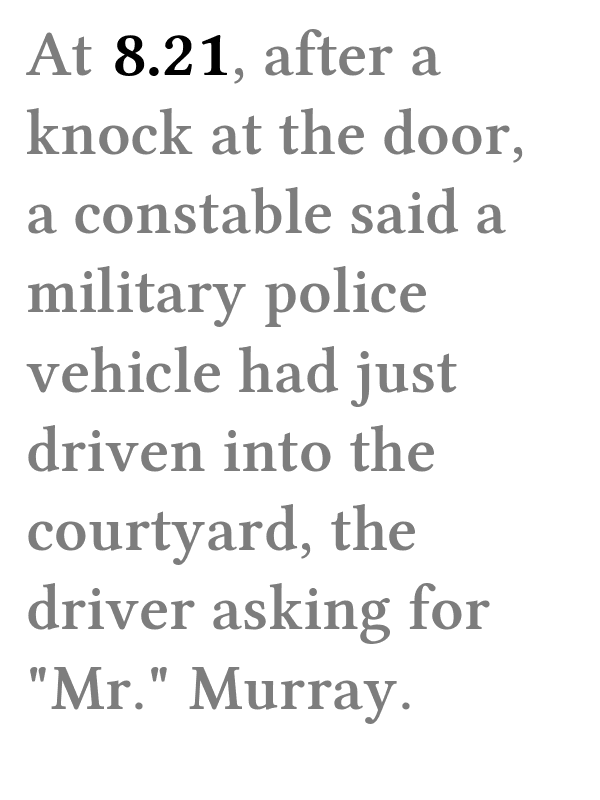 At 8.21, after a
knock at the door,
a constable said a
military police
vehicle had just
driven into the
courtyard, the
driver asking for
"Mr." Murray.